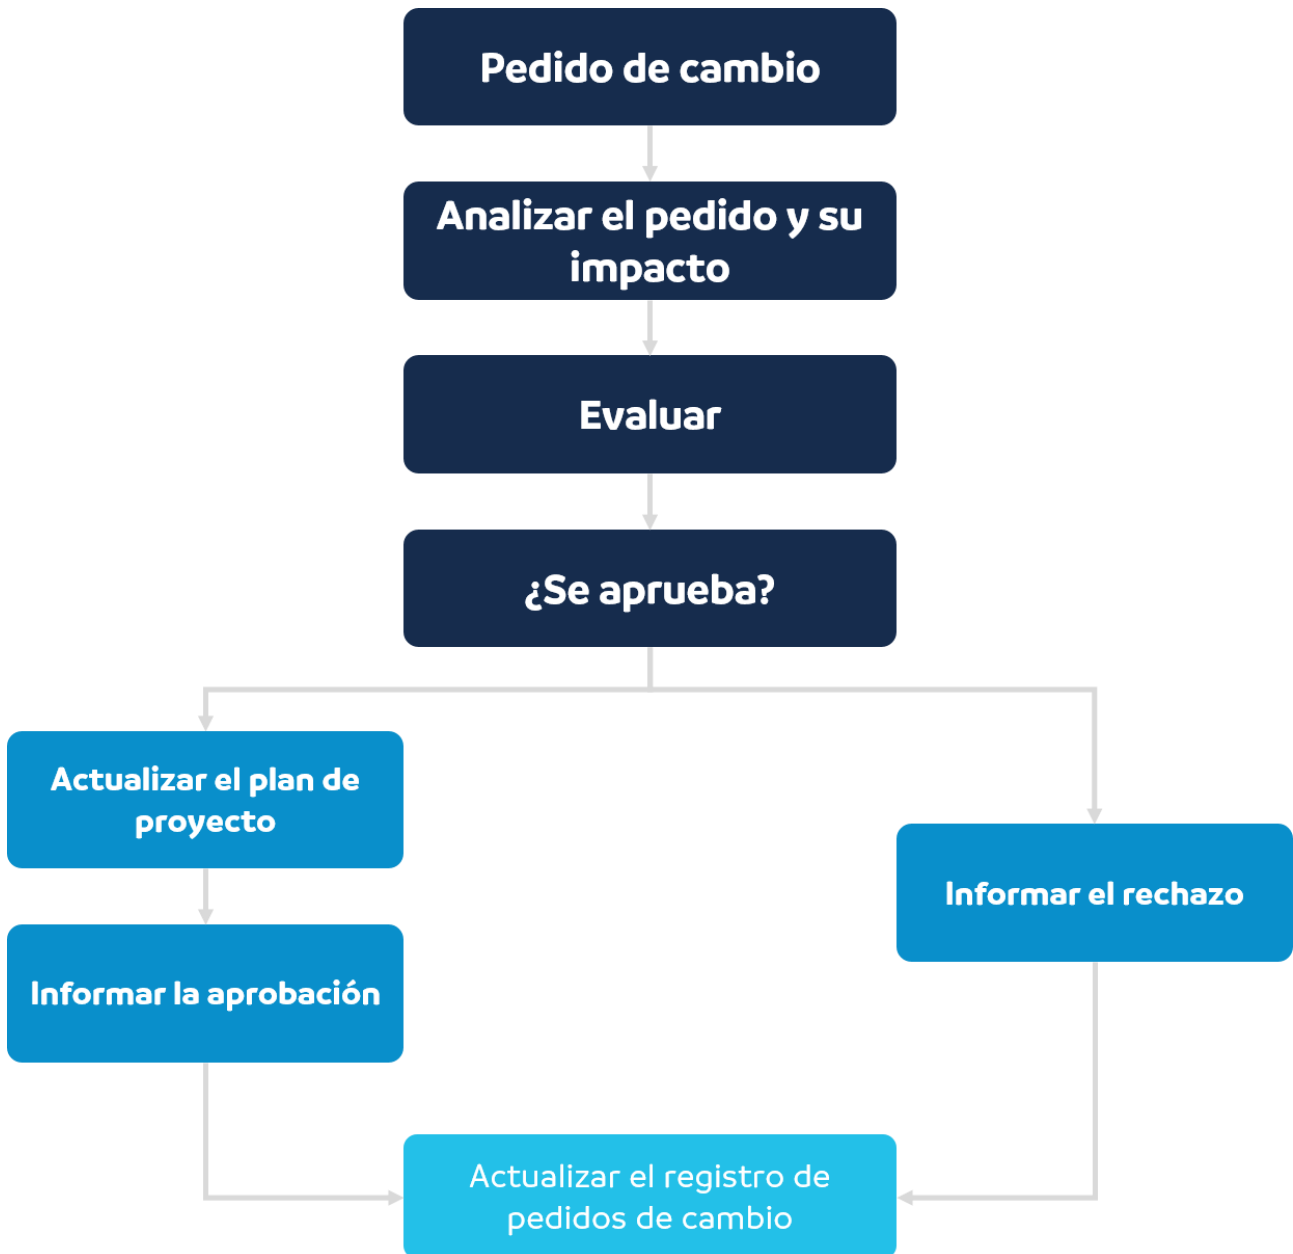 Pedido de cambio
Analizar el pedido y su
impacto
Evaluar
¿Se aprueba?
Actualizar el plan de
proyecto
Informar el rechazo
Informar la aprobación
Actualizar el registro de
pedidos de cambio